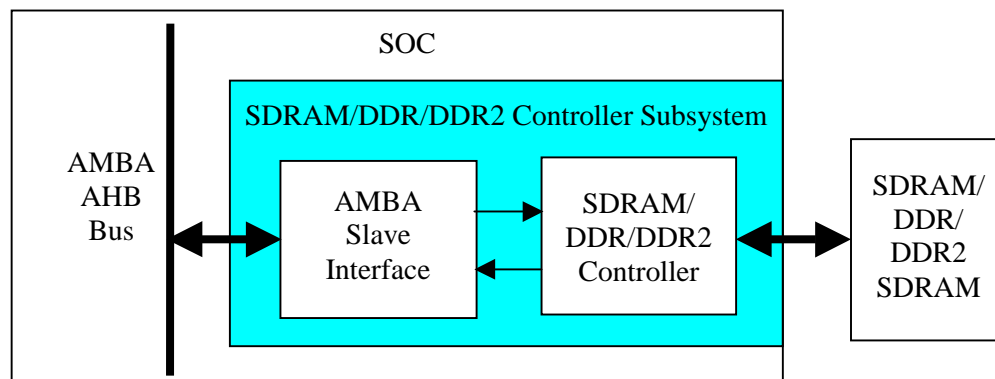 SOC
SDRAM/DDR/DDR2 Controller Subsystem
AMBA
AHB
Bus
AMBA
Slave
Interface
SDRAM/
DDR/DDR2
Controller
SDRAM/
DDR/
DDR2
SDRAM